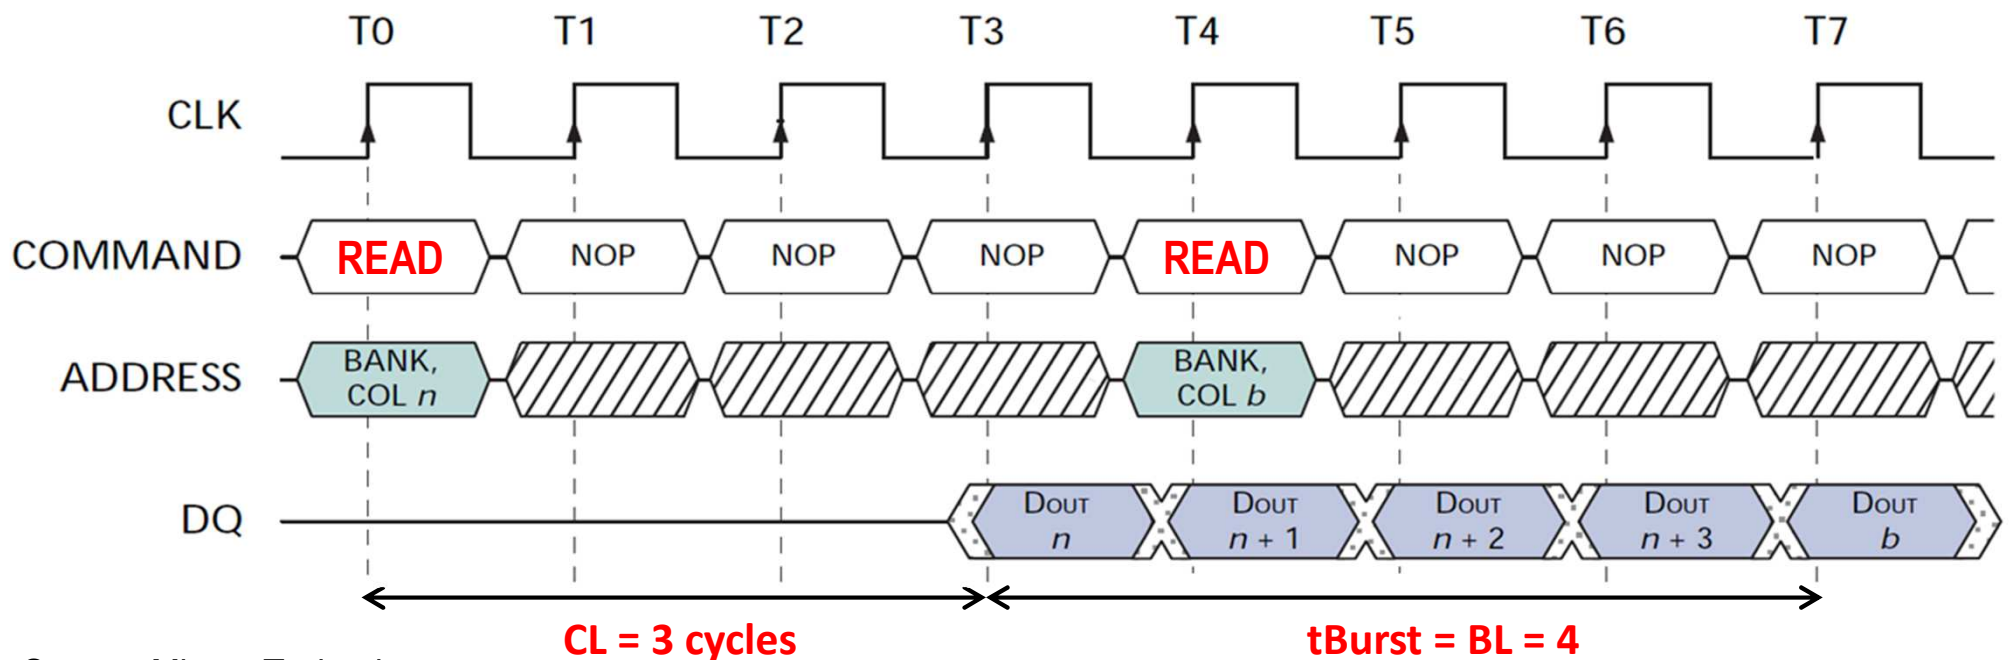 T0 T1 T2 T3 T4 T5 T6 T7
CLK
COMMAND READ NOP NOP NOP READ NOP NOP NOP
ADDRESS BANK, COL n BANK, COL b
DQ DOUT n DOUT n + 1 DOUT n + 2 DOUT n + 3 DOUT b
CL = 3 cycles tBurst = BL = 4